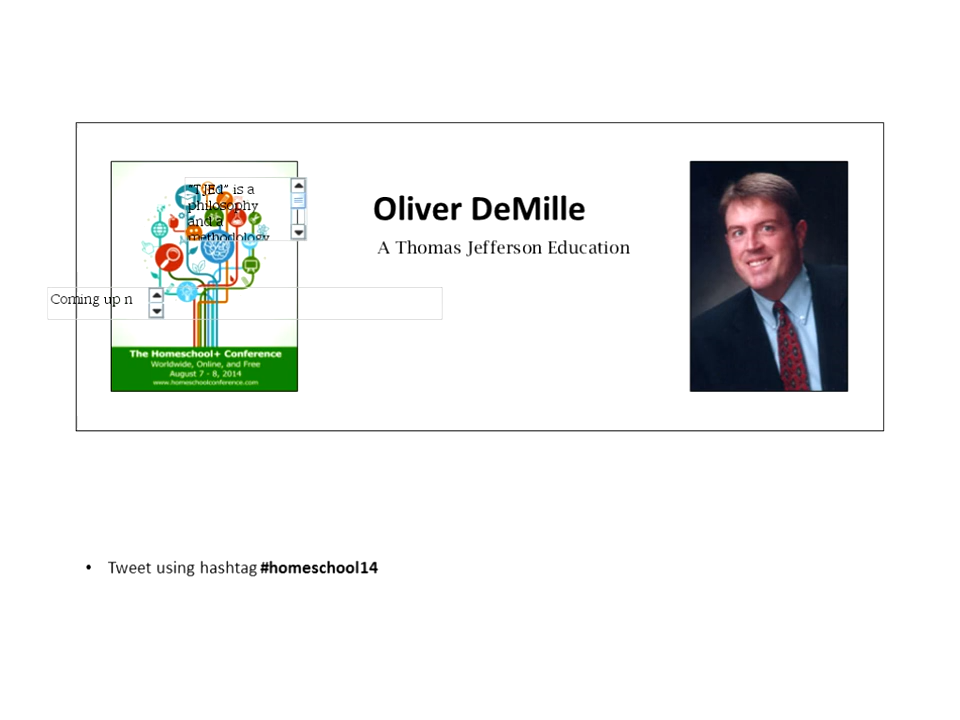 "TJEd" is a
philosophy
and a
methodology
Oliver DeMille
A Thomas Jefferson Education
Coming up n
The Homeschool+ Conference
Worldwide, Online, and Free
August 7 - 8, 2014
www.homeschoolconference.com
• Tweet using hashtag #homeschool14